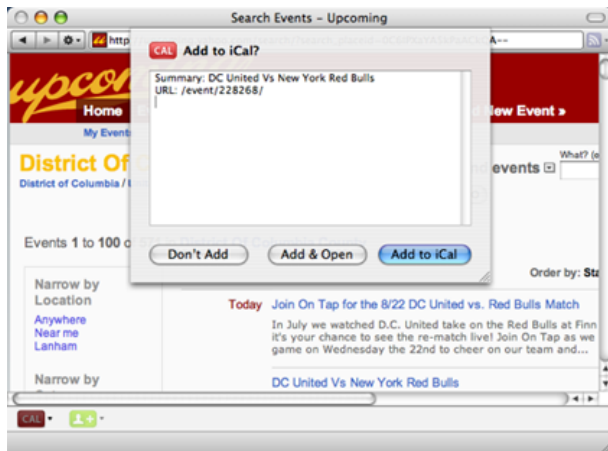 Search Events – Upcoming
http
A--
CAL Add to iCal?
Summary: DC United Vs New York Red Bulls
URL: /event/228268/
upcom
Home
d New Event »
My Event
What? (o
District Of
events
District of Columbia /
Events 1 to 100 o
Don't Add
Add & Open
Add to iCal
Order by: Sta
Narrow by
Location
Anywhere
Near me
Lanham
Today Join On Tap for the 8/22 DC United vs. Red Bulls Match
In July we watched D.C. United take on the Red Bulls at Finn
it's your chance to see the re-match live! Join On Tap as we
game on Wednesday the 22nd to cheer on our team and...
Narrow by
DC United Vs New York Red Bulls
CAL